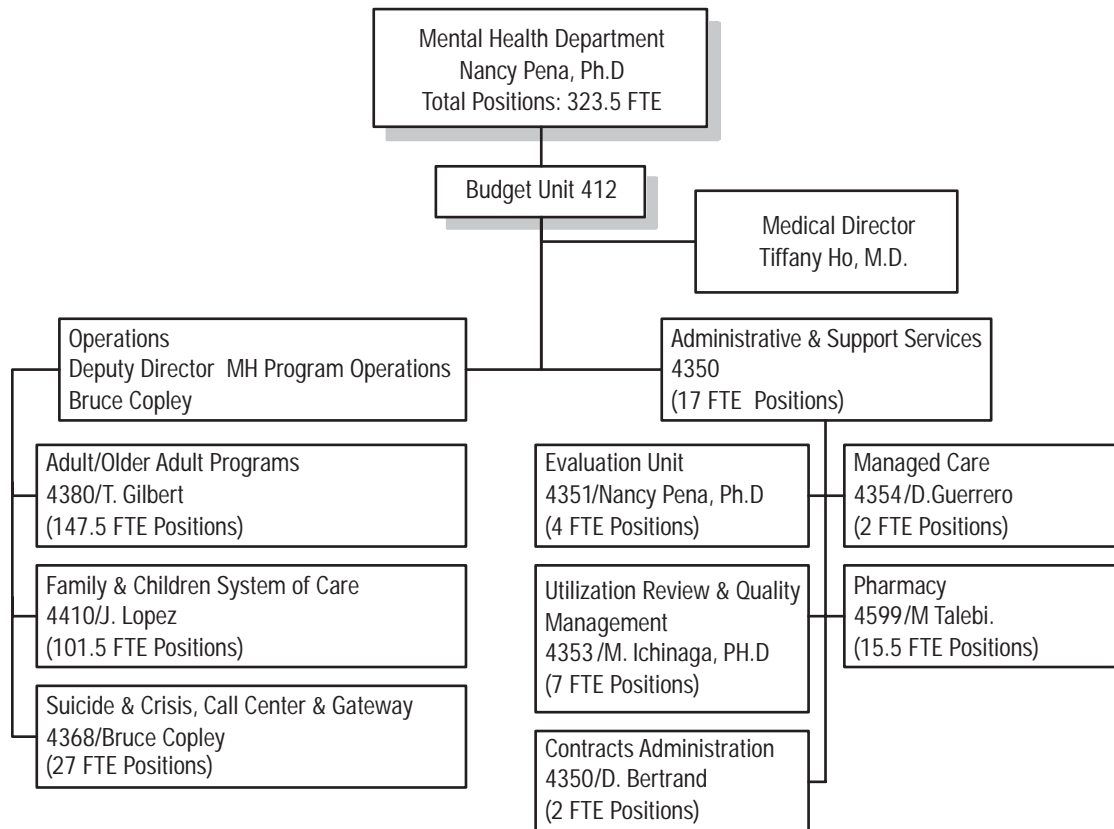 Mental Health Department
Nancy Pena, Ph.D
Total Positions: 323.5 FTE
Budget Unit 412
Medical Director
Tiffany Ho, M.D.
Operations
Deputy Director MH Program Operations
Bruce Copley
Administrative & Support Services
4350
(17 FTE Positions)
Adult/Older Adult Programs
4380/T. Gilbert
(147.5 FTE Positions)
Family & Children System of Care
4410/J. Lopez
(101.5 FTE Positions)
Suicide & Crisis, Call Center & Gateway
4368/Bruce Copley
(27 FTE Positions)
Evaluation Unit
4351/Nancy Pena, Ph.D
(4 FTE Positions)
Managed Care
4354/D.Guerrero
(2 FTE Positions)
Utilization Review & Quality
Management
4353/M. Ichinaga, PH.D
(7 FTE Positions)
Pharmacy
4599/M Talebi.
(15.5 FTE Positions)
Contracts Administration
4350/D. Bertrand
(2 FTE Positions)